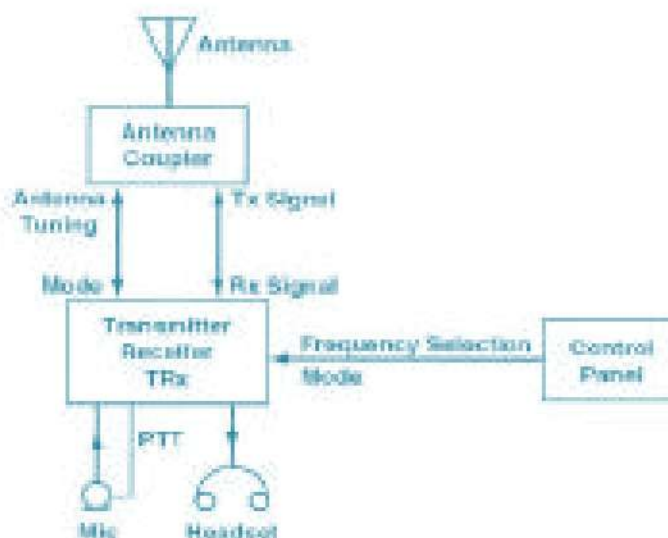 Antenna
Antenna
Coupler
Antenna
Tuning
Tx Signal
Mode
Rx Signal
Transmitter
Receiver
TRx
Frequency Selection
Mode
Control
Panel
PTT
Mic
Headset